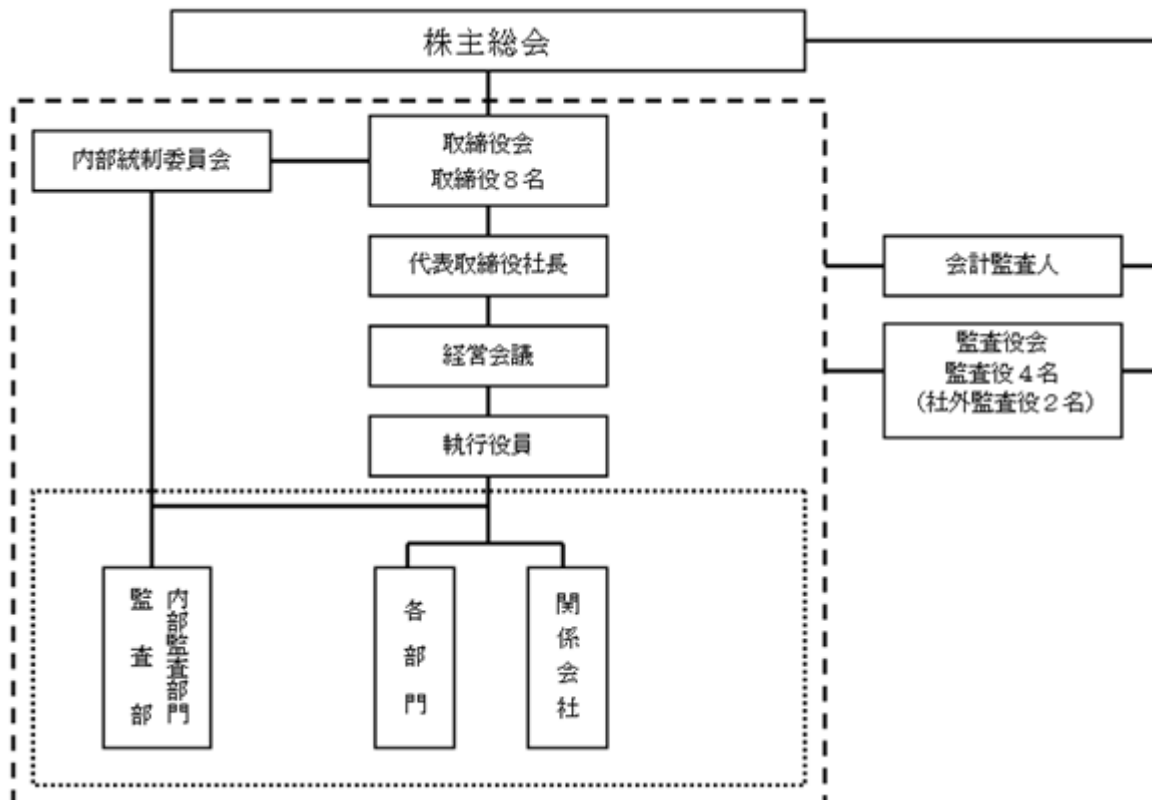 株主総会
内部統制委員会
取締役会
取締役8名
代表取締役社長
経営会議
執行役員
会計監査人
監査役会
監査役4名
(社外監査役2名)
内部監査部門
監査部
各部門
関係会社